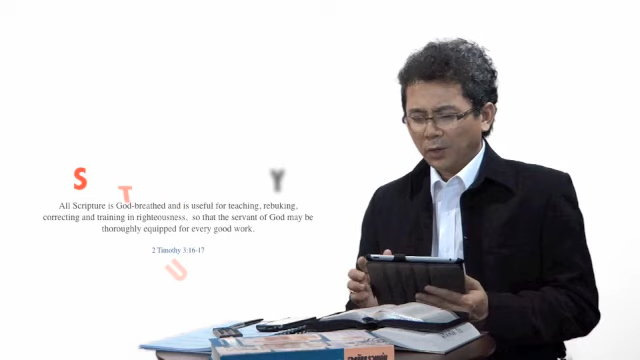 S
T
Y
All Scripture is God-breathed and is useful for teaching, rebuking,
correcting and training in righteousness, so that the servant of God may be
thoroughly equipped for every good work.
2 Timothy 3:16-17
U